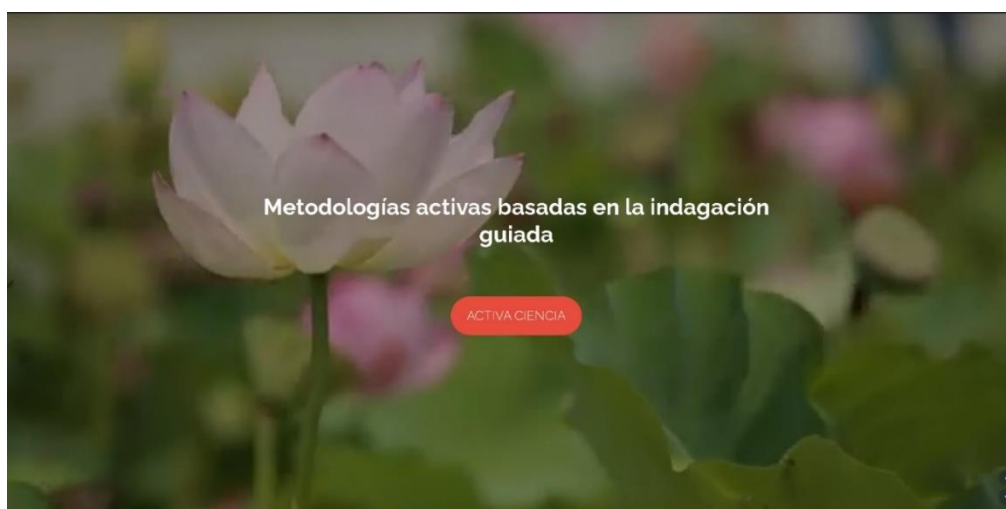 Metodologías activas basadas en la indagación
guiada
ACTIVA CIENCIA